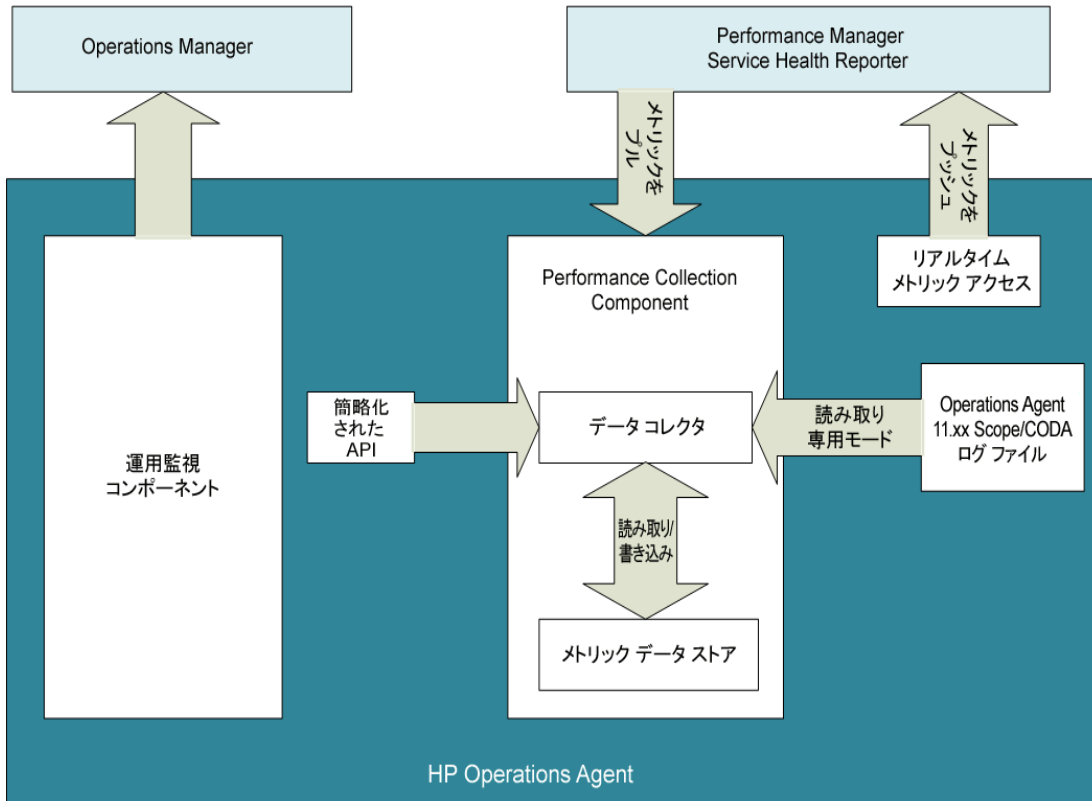 Operations Manager
Performance Manager
Service Health Reporter
メトリックを
プル
メトリックを
プッシュ
リアルタイム
メトリック アクセス
Performance Collection
Component
運用監視
コンポーネント
簡略化
された
API
データ コレクタ
読み取り
専用モード
Operations Agent
11.xx Scope/CODA
ログ ファイル
読み取り/
書き込み
メトリック データ ストア
HP Operations Agent